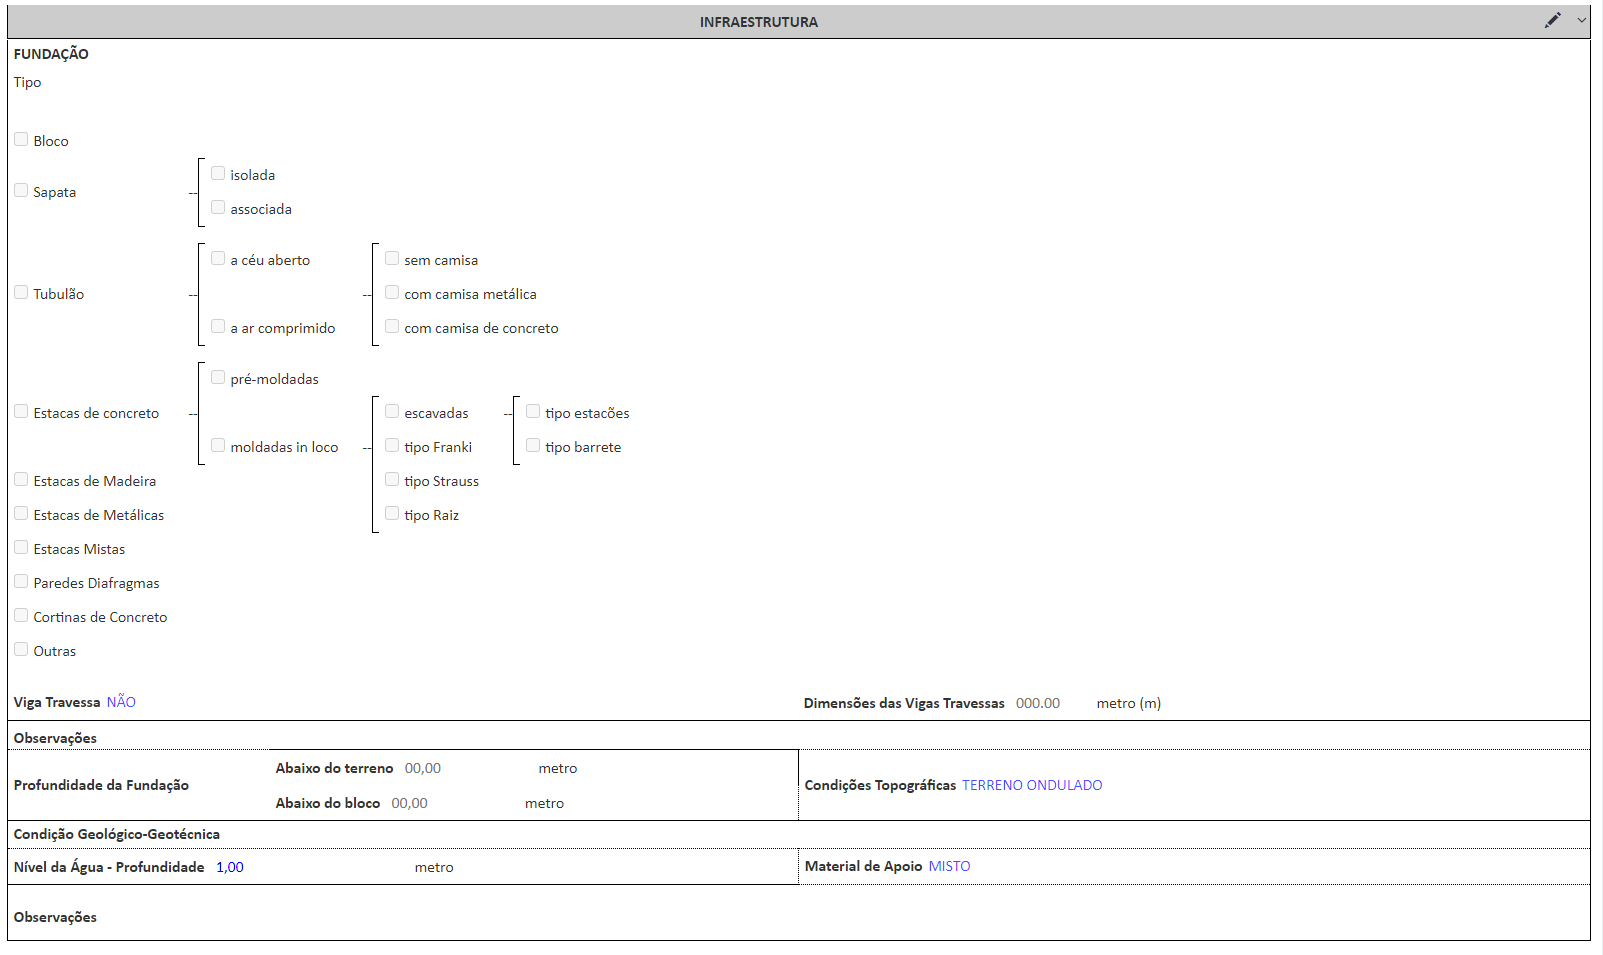 INFRAESTRUTURA
FUNDAÇÃO
Tipo
Bloco
isolada
Sapata --
associada
a céu aberto sem camisa
Tubulão -- -- com camisa metálica
a ar comprimido com camisa de concreto
pré-moldadas
Estacas de concreto -- escavadas -- tipo estacões
moldadas in loco -- tipo Franki tipo barrete
Estacas de Madeira tipo Strauss
Estacas de Metálicas tipo Raiz
Estacas Mistas
Paredes Diafragmas
Cortinas de Concreto
Outras
Viga Travessa NÃO Dimensões das Vigas Travessas 000.00 metro (m)
Observações
Abaixo do terreno 00,00 metro
Profundidade da Fundação Condições Topográficas TERRENO ONDULADO
Abaixo do bloco 00,00 metro
Condição Geológico-Geotécnica
Nível da Água - Profundidade 1,00 metro Material de Apoio MISTO
Observações